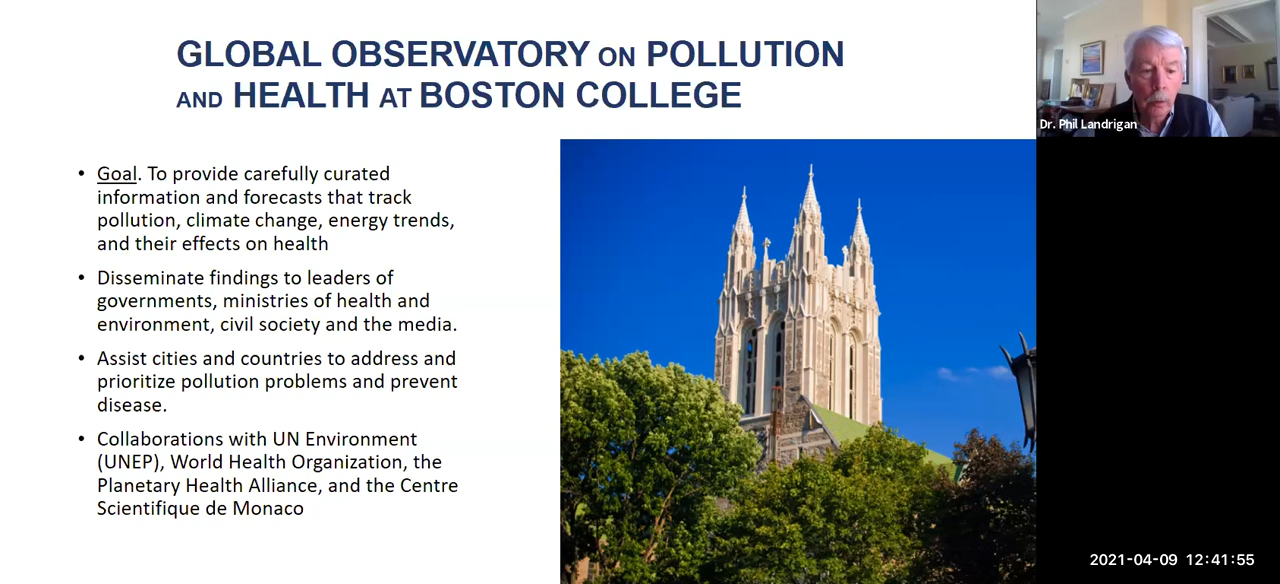 GLOBAL OBSERVATORY ON POLLUTION
AND HEALTH AT BOSTON COLLEGE
Dr. Phil Landrigan
• Goal. To provide carefully curated
information and forecasts that track
pollution, climate change, energy trends,
and their effects on health
• Disseminate findings to leaders of
governments, ministries of health and
environment, civil society and the media.
• Assist cities and countries to address and
prioritize pollution problems and prevent
disease.
• Collaborations with UN Environment
(UNEP), World Health Organization, the
Planetary Health Alliance, and the Centre
Scientifique de Monaco
2021-04-09 12:41:55